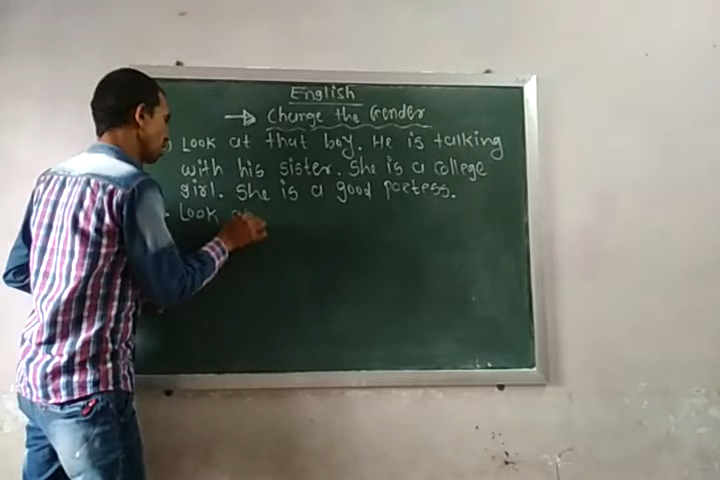 English
→ Change the Gender
Look at that boy. He is talking
with his sister. She is a college
girl. She is a good poetess.
Look